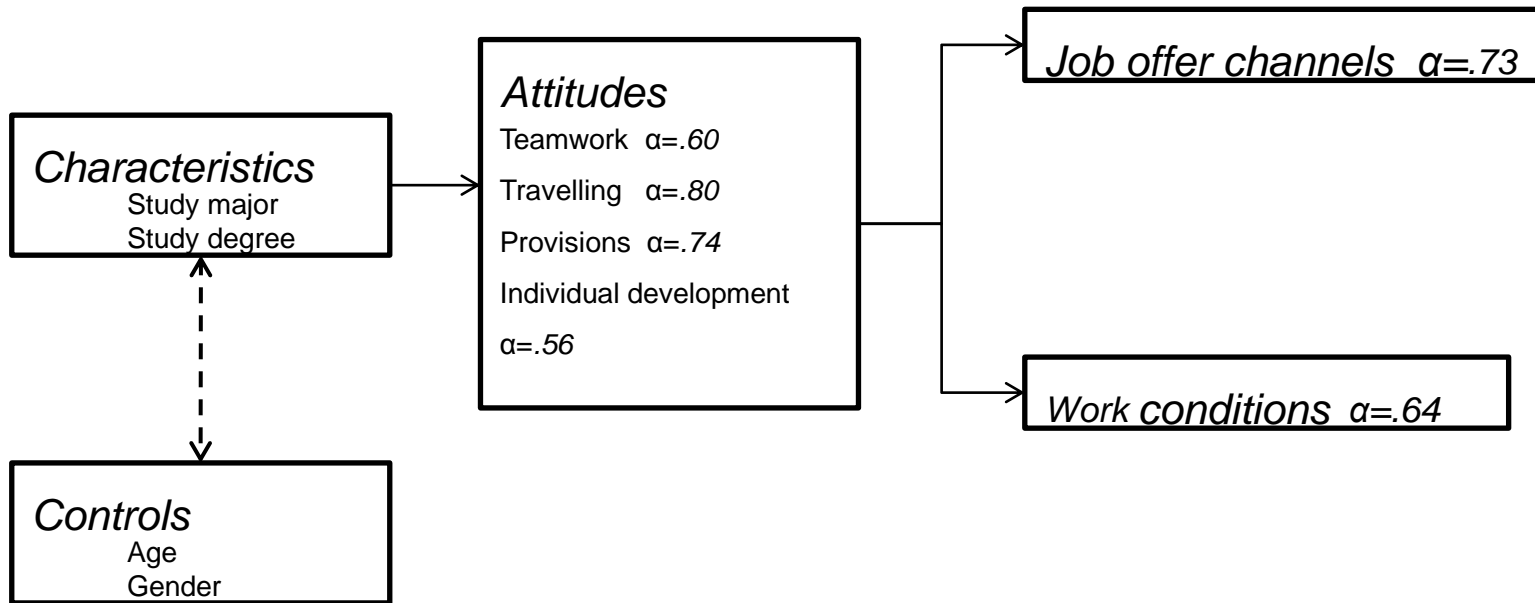 Characteristics
Study major
Study degree
Controls
Age
Gender
Attitudes
Teamwork α=.60
Travelling α=.80
Provisions α=.74
Individual development
α=.56
Job offer channels α=.73
Work conditions α=.64